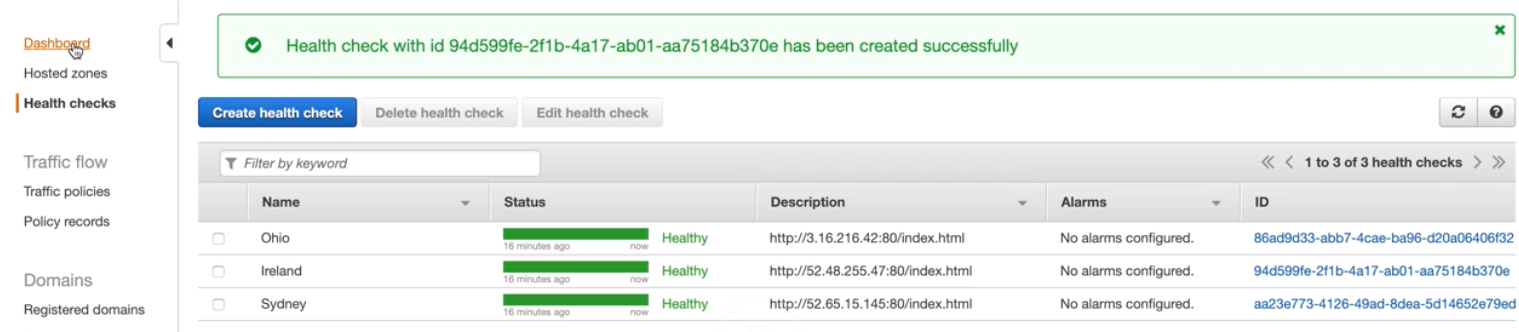 Dashboard
Health check with id 94d599fe-2f1b-4a17-ab01-aa75184b370e has been created successfully
Hosted zones
Health checks
Create health check Delete health check Edit health check
Traffic flow
Filter by keyword 1 to 3 of 3 health checks
Traffic policies
Name Status Description Alarms ID
Policy records
Ohio 16 minutes ago now Healthy http://3.16.216.42:80/index.html No alarms configured. 86ad9d33-abb7-4cae-ba96-d20a06406f32
Ireland 16 minutes ago now Healthy http://52.48.255.47:80/index.html No alarms configured. 94d599fe-2f1b-4a17-ab01-aa75184b370e
Domains
Sydney 16 minutes ago now Healthy http://52.65.15.145:80/index.html No alarms configured. aa23e773-4126-49ad-8dea-5d14652e79ed
Registered domains